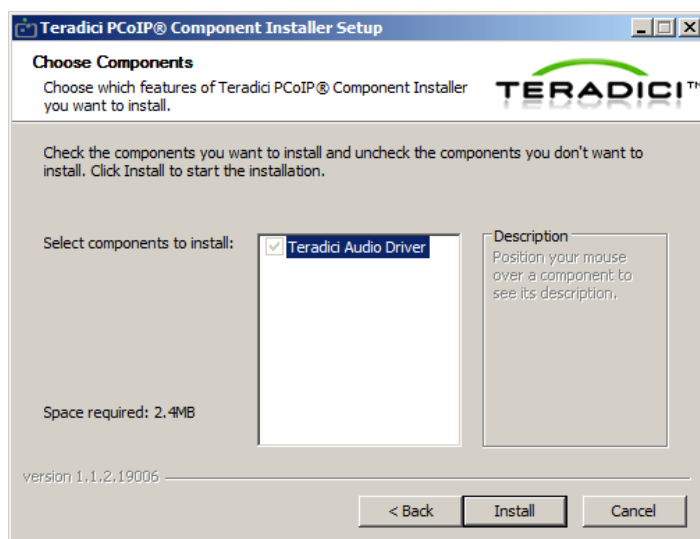 Teradici PCoIP® Component Installer Setup
Choose Components
Choose which features of Teradici PCoIP® Component Installer
you want to install.
TERADICI™
Check the components you want to install and uncheck the components you don't want to
install. Click Install to start the installation.
Select components to install:
Teradici Audio Driver
Description
Position your mouse
over a component to
see its description.
Space required: 2.4MB
version 1.1.2.19006
< Back
Install
Cancel